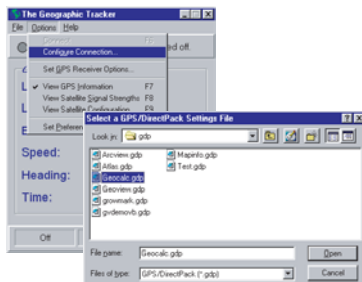 The Geographic Tracker
File Options Help
Connect F6
Configure Connection...
ed off.
Set GPS Receiver Options...
View GPS Information F7
View Satellite Signal Strengths F8
View Satellite Configuration F9
Set Preferen
Speed:
Heading:
Time:
Off
Select a GPS/DirectPack Settings File
Look in: gdp
Arcview.gdp
Atlas.gdp
Geocalc.gdp
Geoview.gdp
growmark.gdp
gvdemovb.gdp
Mapinfo.gdp
Test.gdp
File name: Geocalc.gdp
Open
Files of type: GPS/DirectPack (*.gdp)
Cancel